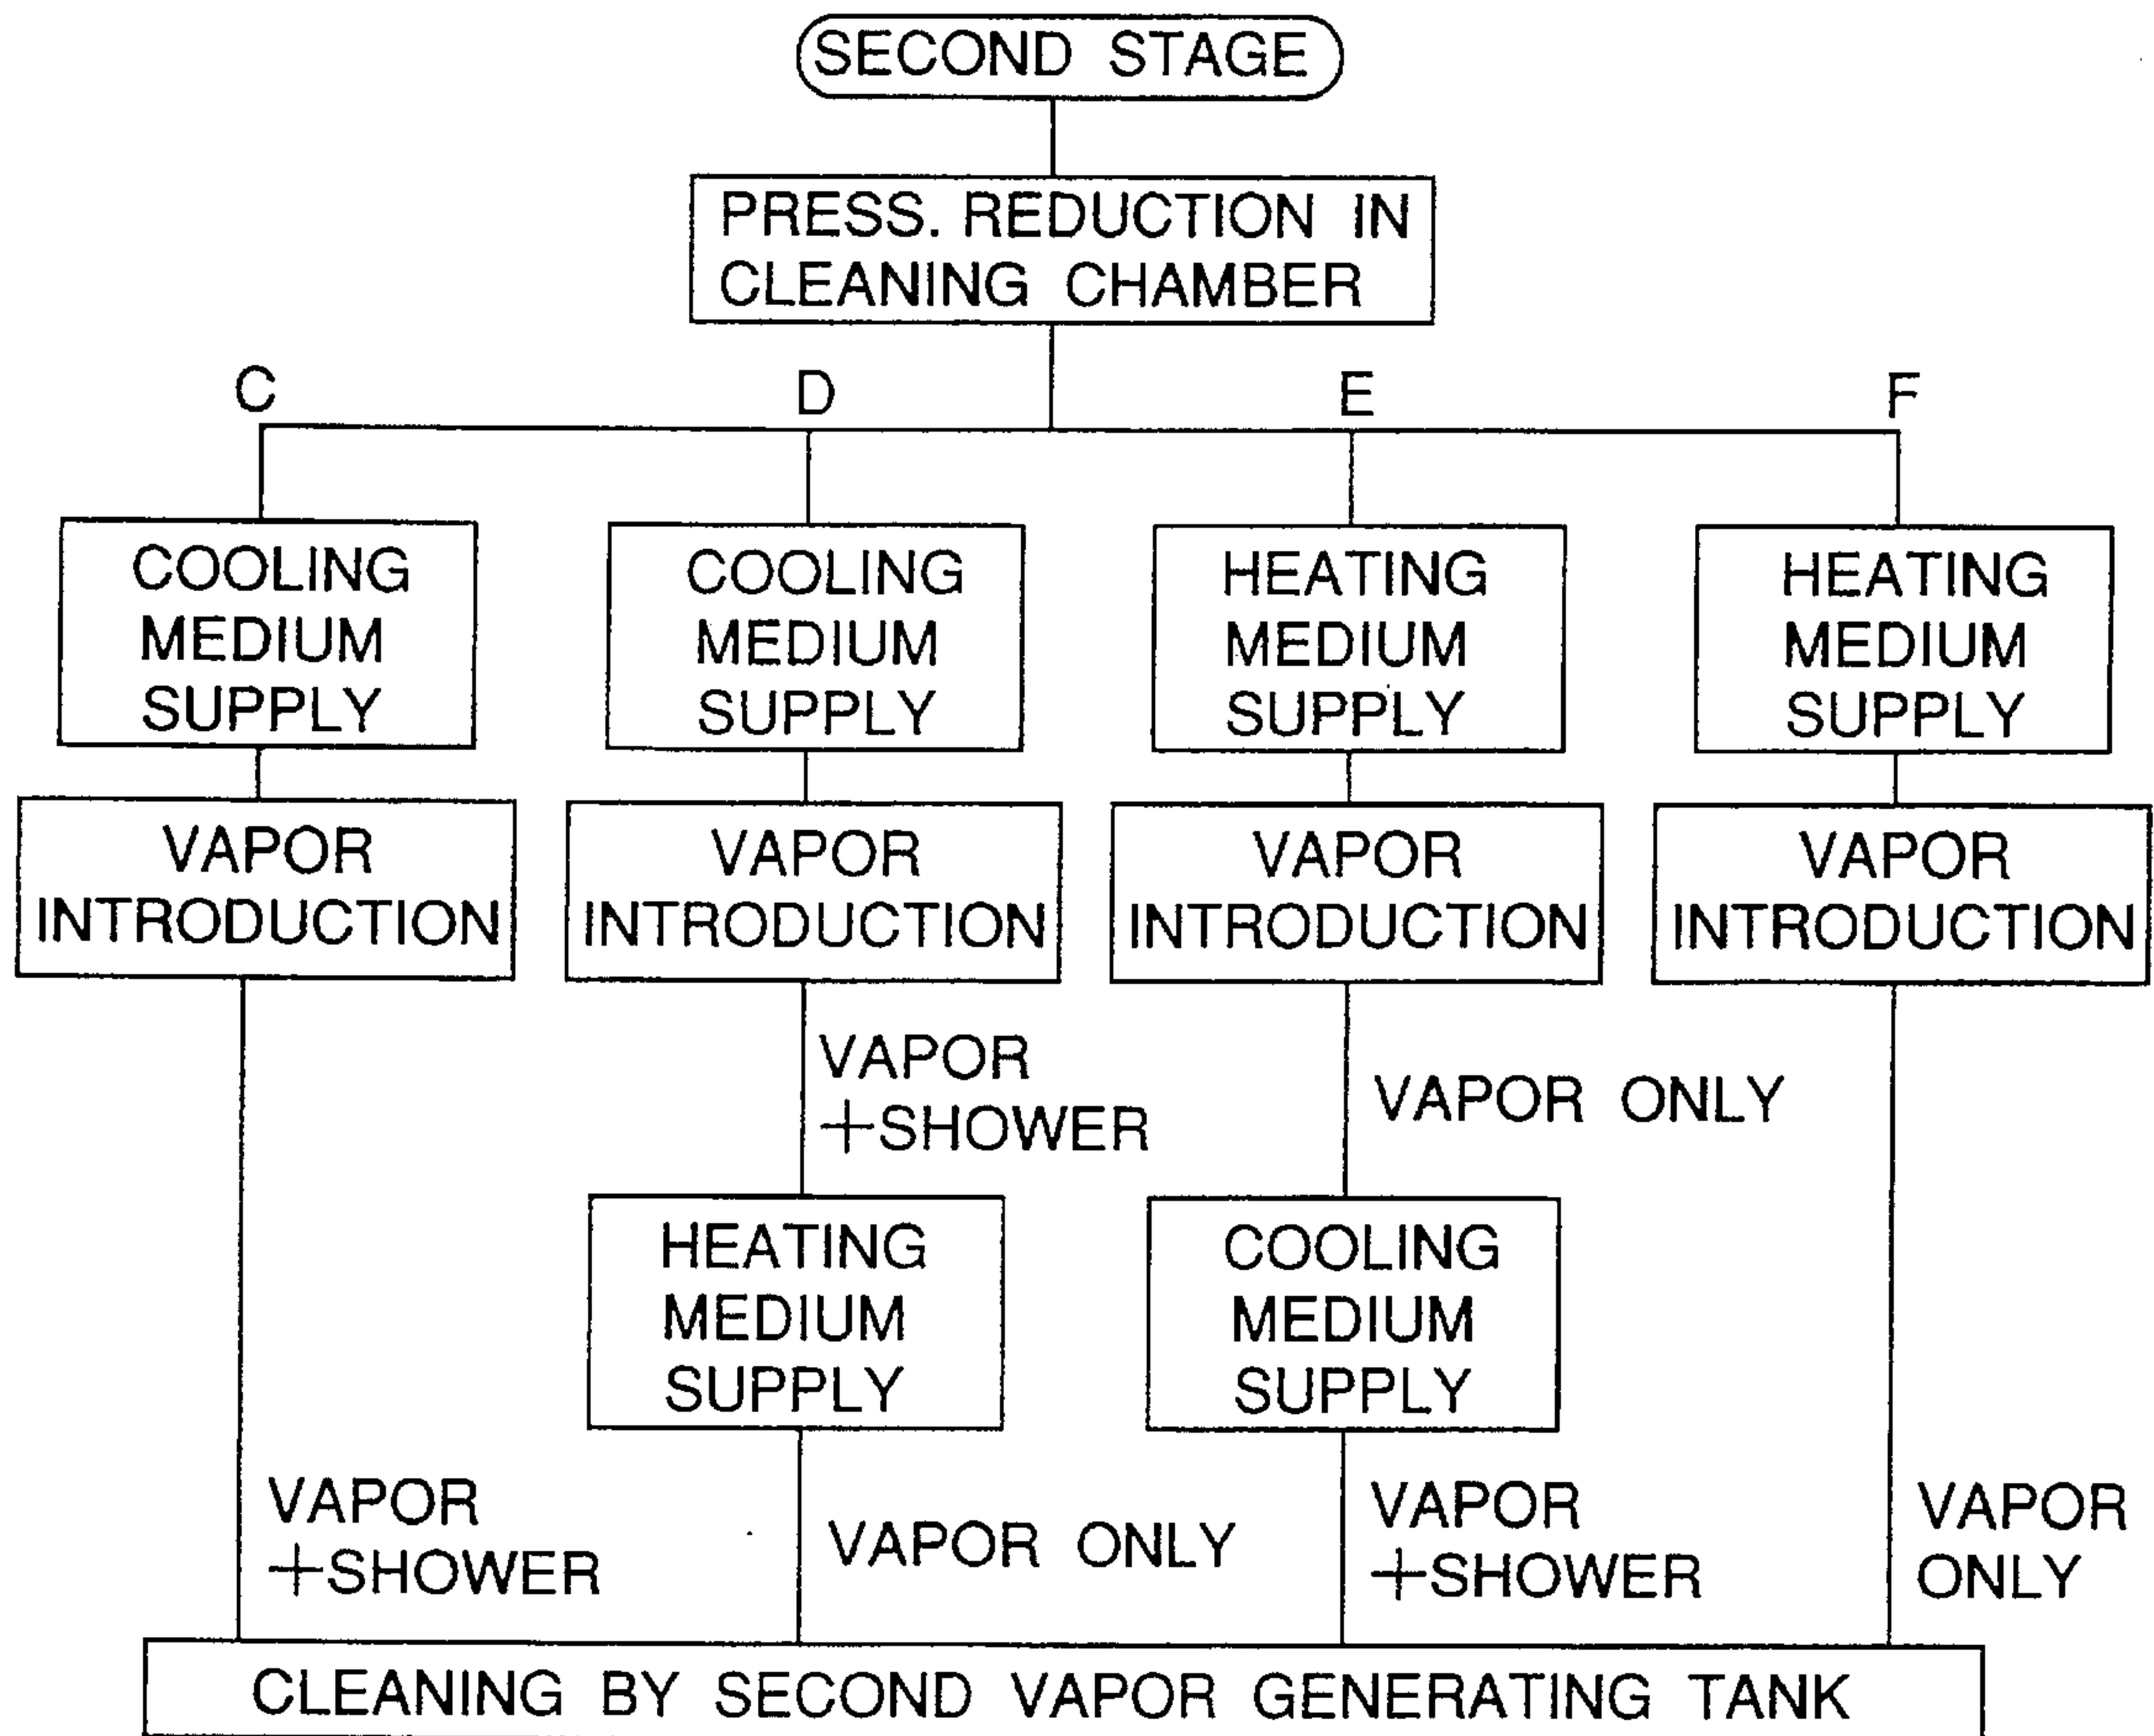 SECOND STAGE
PRESS. REDUCTION IN
CLEANING CHAMBER
C
D
E
F
COOLING
MEDIUM
SUPPLY
COOLING
MEDIUM
SUPPLY
HEATING
MEDIUM
SUPPLY
HEATING
MEDIUM
SUPPLY
VAPOR
INTRODUCTION
VAPOR
INTRODUCTION
VAPOR
INTRODUCTION
VAPOR
INTRODUCTION
VAPOR
+SHOWER
VAPOR ONLY
HEATING
MEDIUM
SUPPLY
COOLING
MEDIUM
SUPPLY
VAPOR
+SHOWER
VAPOR ONLY
VAPOR
+SHOWER
VAPOR
ONLY
CLEANING BY SECOND VAPOR GENERATING TANK